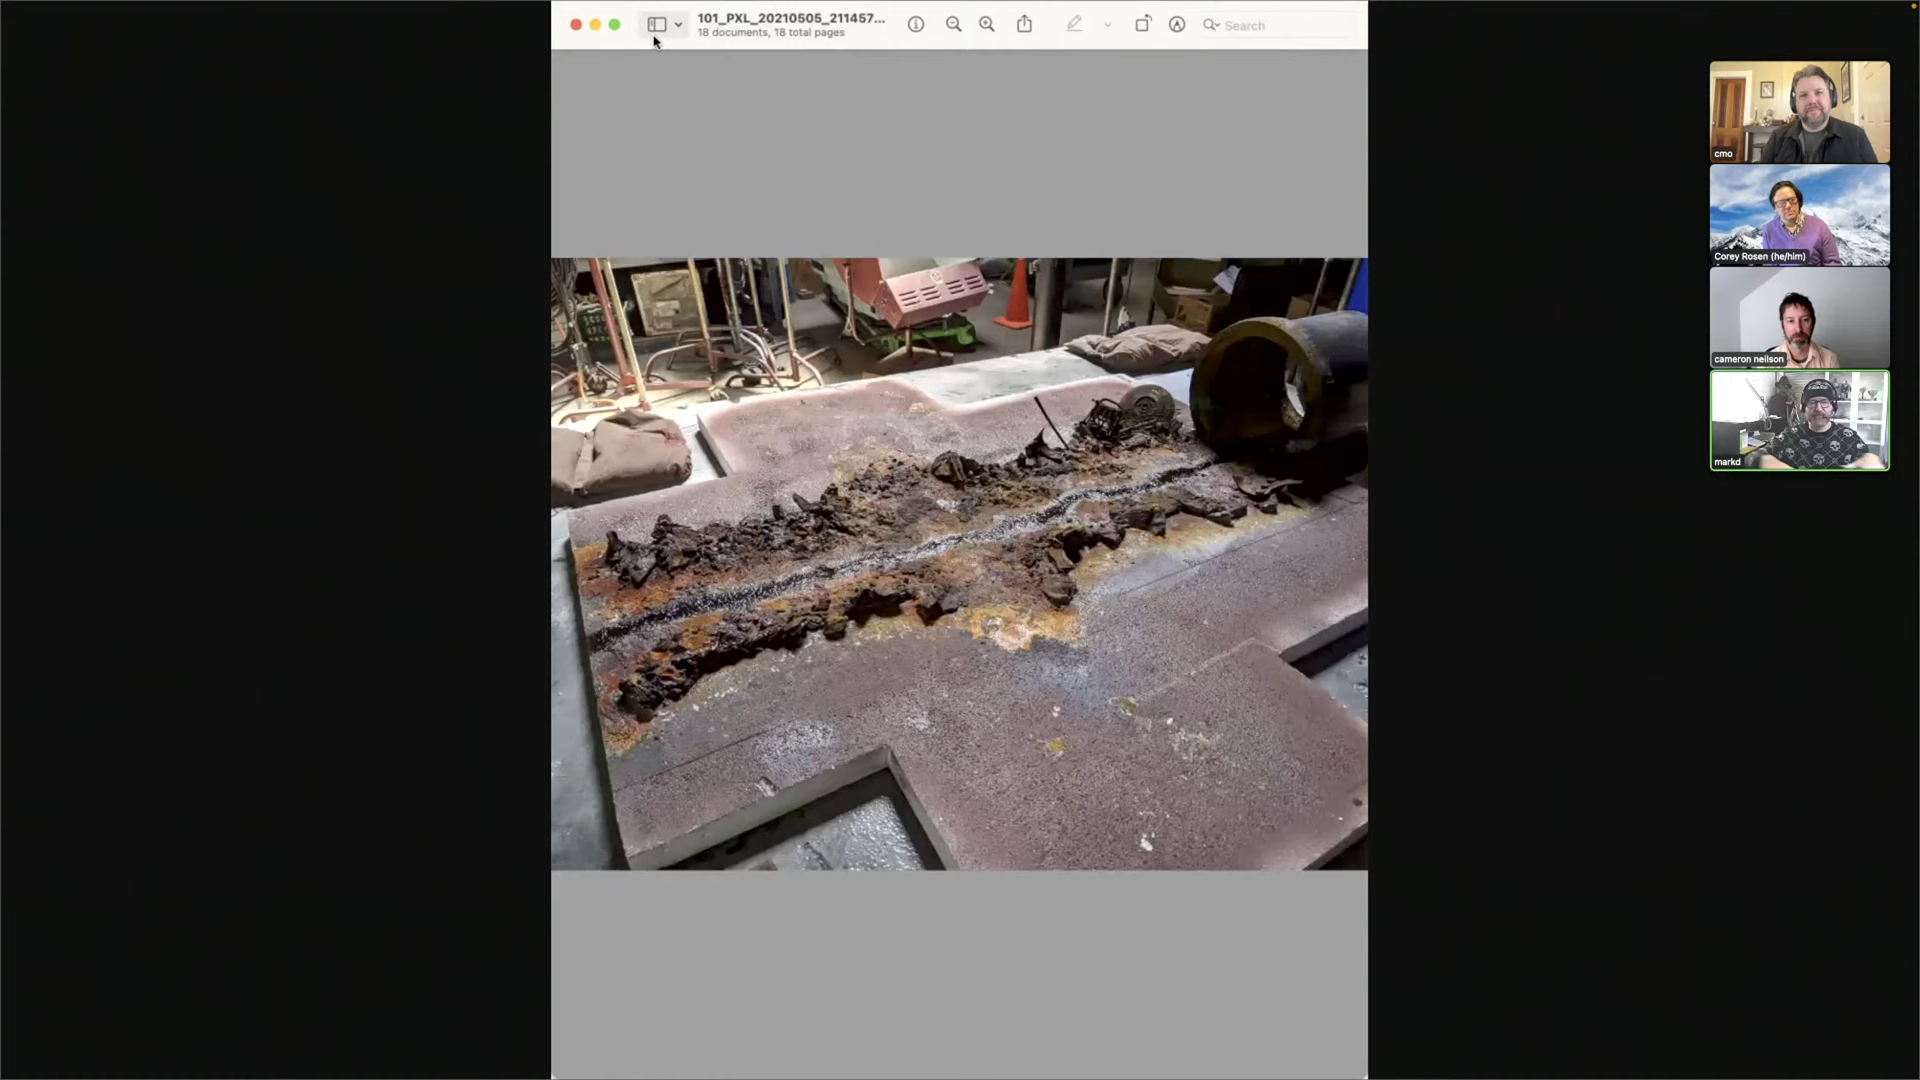 101_PXL_20210505_211457...
18 documents, 18 total pages
Search
cmo
Corey Rosen (he/him)
cameron neilson
markd